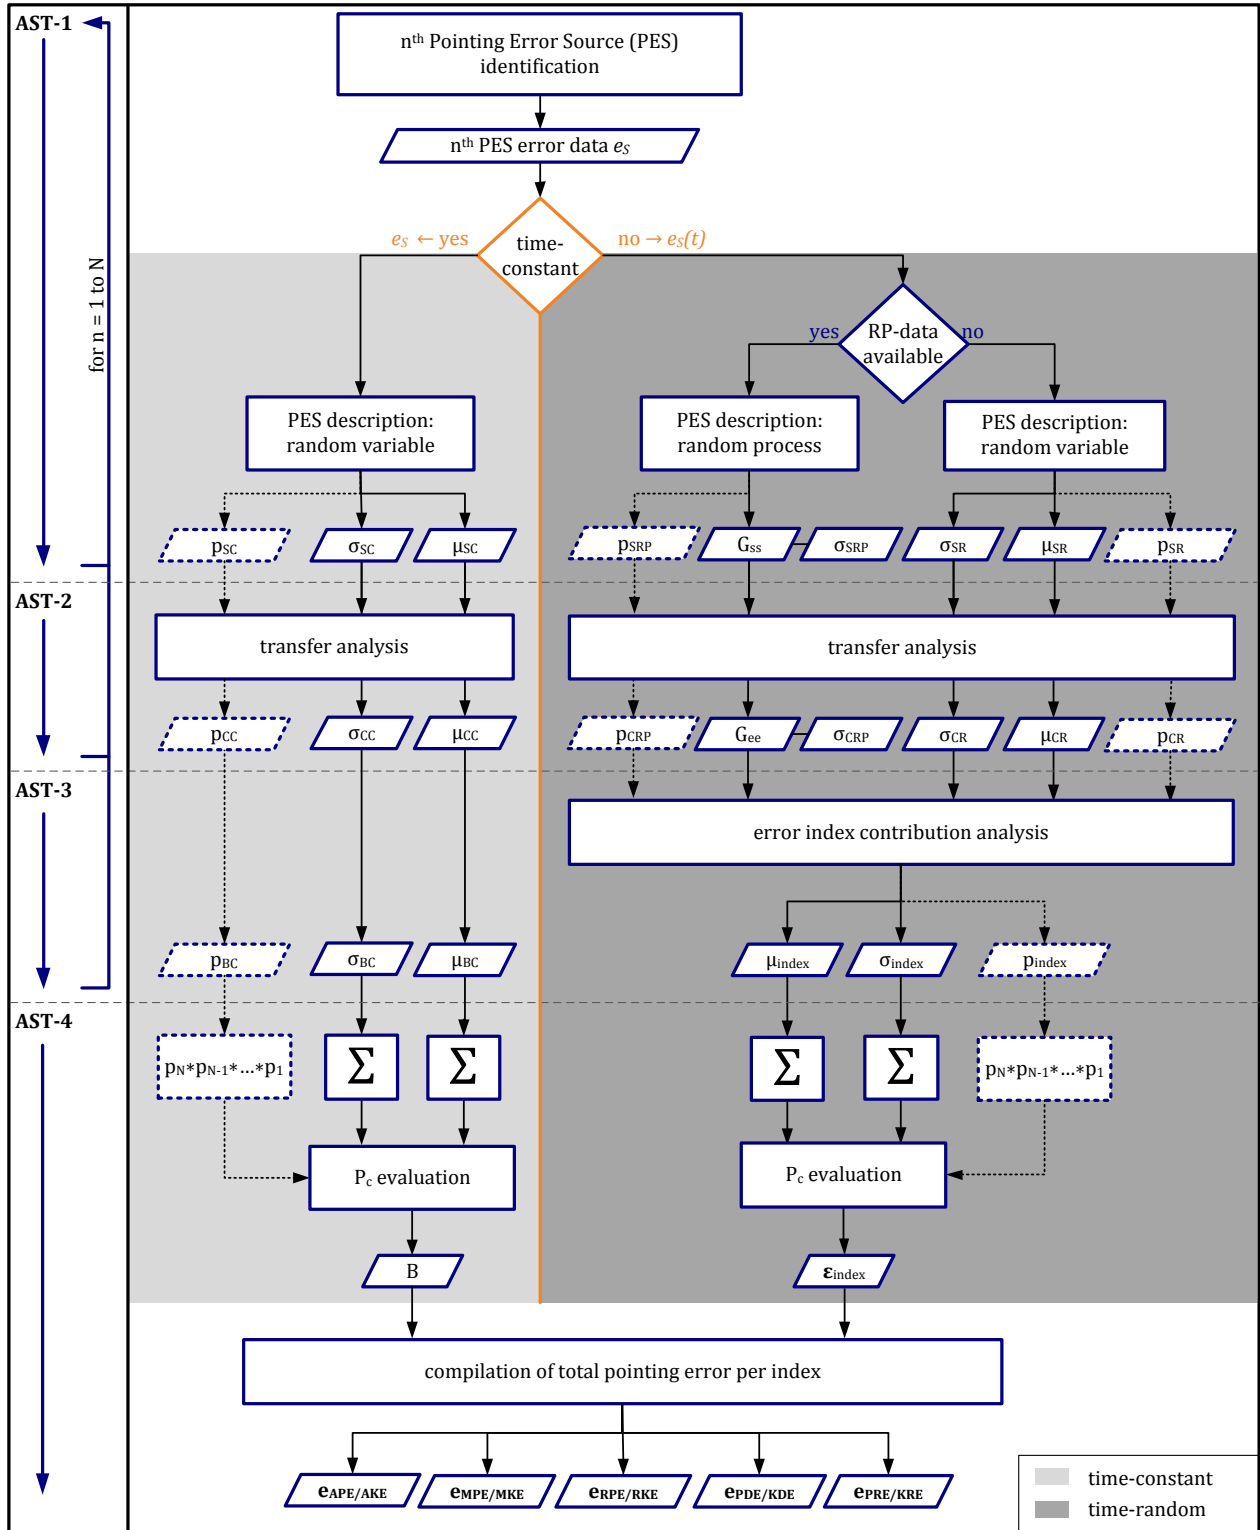 AST-1
nᵗʰ Pointing Error Source (PES)
identification
nᵗʰ PES error data eₛ
eₛ ← yes
time-
constant
no → eₛ(t)
for n = 1 to N
yes
RP-data
available
no
PES description:
random variable
PES description:
random process
PES description:
random variable
pSC
σSC
μSC
pSRP
Gss
σSRP
σSR
μSR
pSR
AST-2
transfer analysis
transfer analysis
pCC
σCC
μCC
pCRP
Gee
σCRP
σCR
μCR
pCR
AST-3
error index contribution analysis
pBC
σBC
μBC
μindex
σindex
pindex
AST-4
pN*pN-1*...*p1
Σ
Σ
Σ
Σ
pN*pN-1*...*p1
Pc evaluation
Pc evaluation
B
εindex
compilation of total pointing error per index
eAPE/AKE
eMPE/MKE
eRPE/RKE
ePDE/KDE
ePRE/KRE
time-constant
time-random